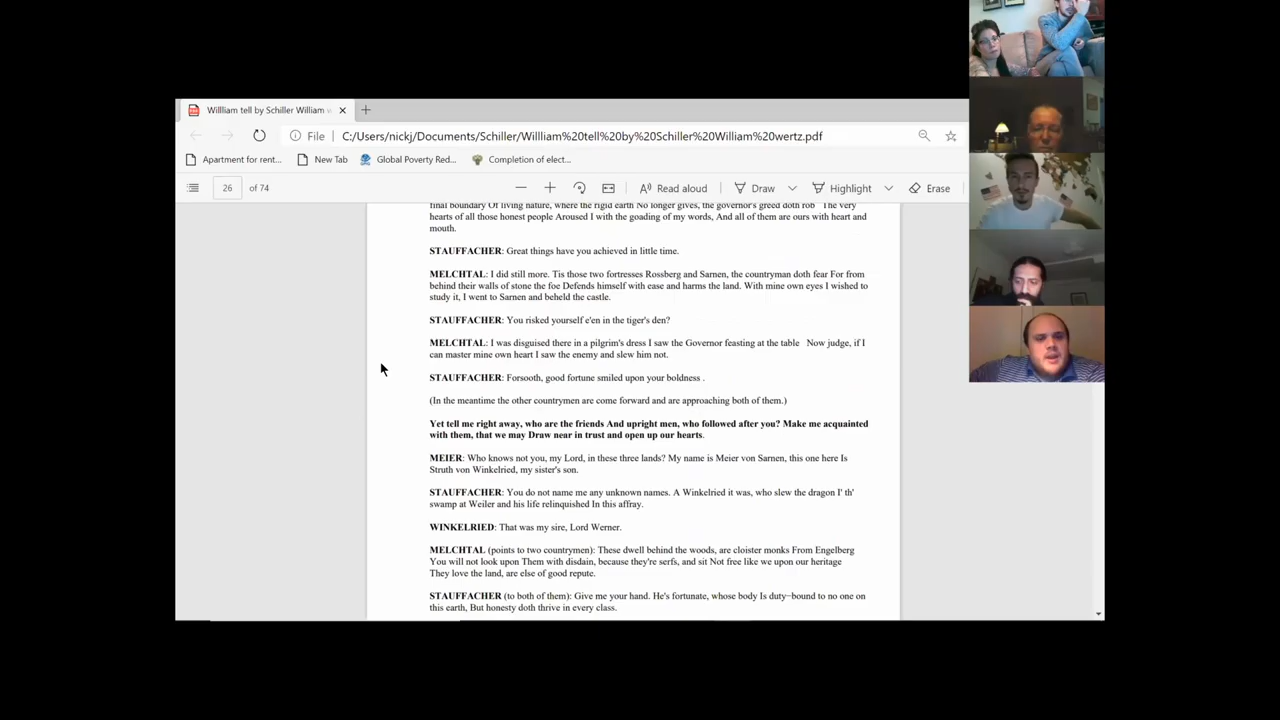 Willliam tell by Schiller William w
File C:/Users/nickj/Documents/Schiller/Willliam%20tell%20by%20Schiller%20William%20wertz.pdf
Apartment for rent... New Tab Global Poverty Red... Completion of elect...
26 of 74 Read aloud Draw Highlight Erase
final boundary Of living nature, where the rigid earth No longer gives, the governor's greed doth rob The very
hearts of all those honest people Aroused I with the goading of my words, And all of them are ours with heart and
mouth.
STAUFFACHER: Great things have you achieved in little time.
MELCHTAL: I did still more. Tis those two fortresses Rossberg and Sarnen, the countryman doth fear For from
behind their walls of stone the foe Defends himself with ease and harms the land. With mine own eyes I wished to
study it, I went to Sarnen and beheld the castle.
STAUFFACHER: You risked yourself e'en in the tiger's den?
MELCHTAL: I was disguised there in a pilgrim's dress I saw the Governor feasting at the table Now judge, if I
can master mine own heart I saw the enemy and slew him not.
STAUFFACHER: Forsooth, good fortune smiled upon your boldness .
(In the meantime the other countrymen are come forward and are approaching both of them.)
Yet tell me right away, who are the friends And upright men, who followed after you? Make me acquainted
with them, that we may Draw near in trust and open up our hearts.
MEIER: Who knows not you, my Lord, in these three lands? My name is Meier von Sarnen, this one here Is
Struth von Winkelried, my sister's son.
STAUFFACHER: You do not name me any unknown names. A Winkelried it was, who slew the dragon I' th'
swamp at Weiler and his life relinquished In this affray.
WINKELRIED: That was my sire, Lord Werner.
MELCHTAL (points to two countrymen): These dwell behind the woods, are cloister monks From Engelberg
You will not look upon Them with disdain, because they're serfs, and sit Not free like we upon our heritage
They love the land, are else of good repute.
STAUFFACHER (to both of them): Give me your hand. He's fortunate, whose body Is duty−bound to no one on
this earth, But honesty doth thrive in every class.